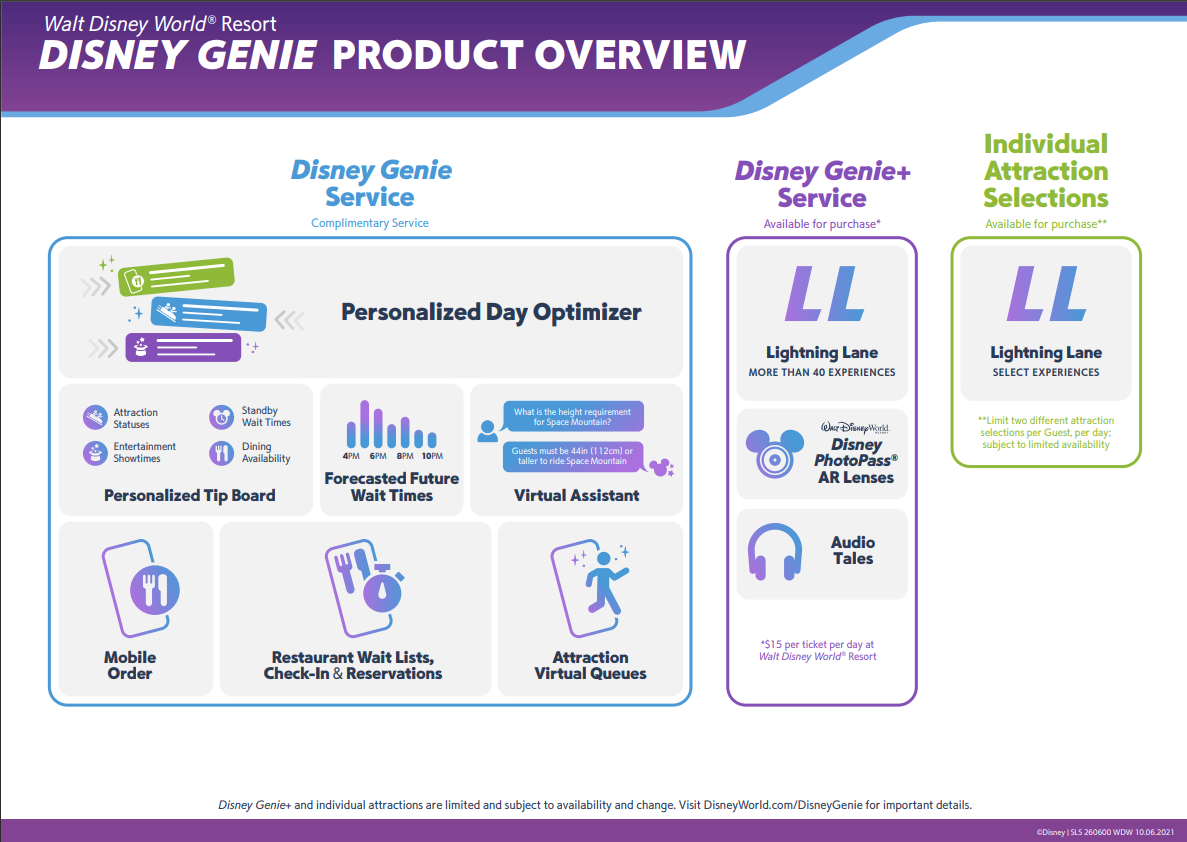 Walt Disney World® Resort
DISNEY GENIE PRODUCT OVERVIEW
Disney Genie
Service
Complimentary Service
Personalized Day Optimizer
Attraction
Statuses
Standby
Wait Times
Entertainment
Showtimes
Dining
Availability
Personalized Tip Board
4PM 6PM 8PM 10PM
Forecasted Future
Wait Times
What is the height requirement
for Space Mountain?
Guests must be 44in (112cm) or
taller to ride Space Mountain
Virtual Assistant
Mobile
Order
Restaurant Wait Lists,
Check-In & Reservations
Attraction
Virtual Queues
Disney Genie+
Service
Available for purchase*
LL
Lightning Lane
MORE THAN 40 EXPERIENCES
Walt Disney World
RESORT
Disney
PhotoPass®
AR Lenses
Audio
Tales
*$15 per ticket per day at
Walt Disney World® Resort
Individual
Attraction
Selections
Available for purchase**
LL
Lightning Lane
SELECT EXPERIENCES
**Limit two different attraction
selections per Guest, per day;
subject to limited availability
Disney Genie+ and individual attractions are limited and subject to availability and change. Visit DisneyWorld.com/DisneyGenie for important details.
©Disney | SLS 260600 WDW 10.06.2021